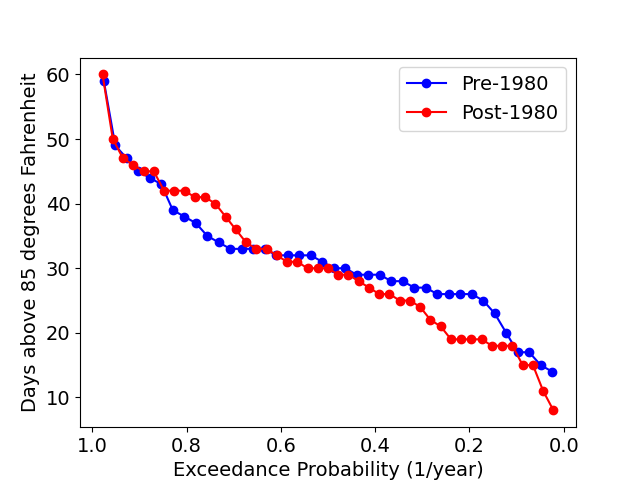 Pre-1980
Post-1980
60
50
40
30
20
10
Days above 85 degrees Fahrenheit
1.0 0.8 0.6 0.4 0.2 0.0
Exceedance Probability (1/year)